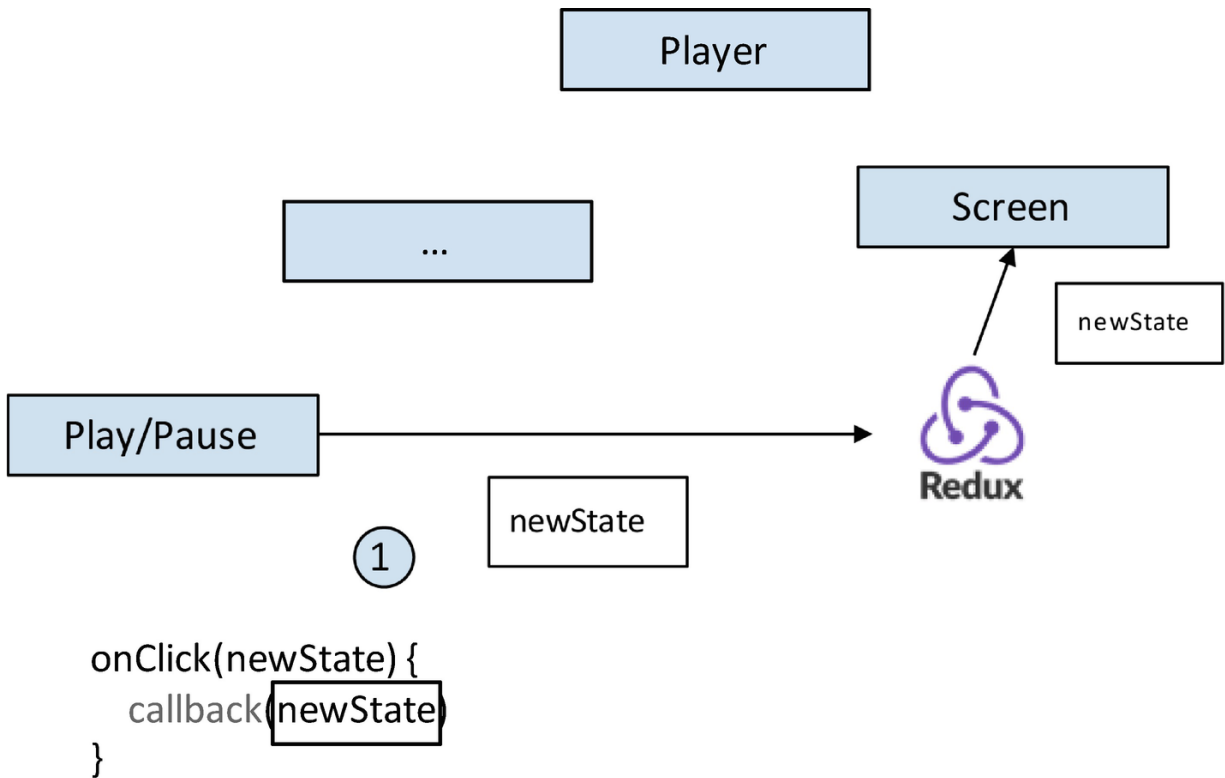 Player
Screen
...
newState
Play/Pause
Redux
newState
1
onClick(newState) {
callback(newState)
}